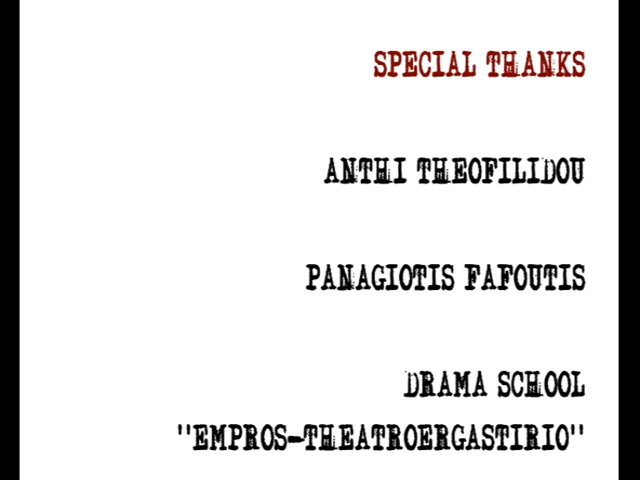 SPECIAL THANKS
ANTHI THEOFILIDOU
PANAGIOTIS FAFOUTIS
DRAMA SCHOOL
"EMPROS-THEATROERGASTIRIO"